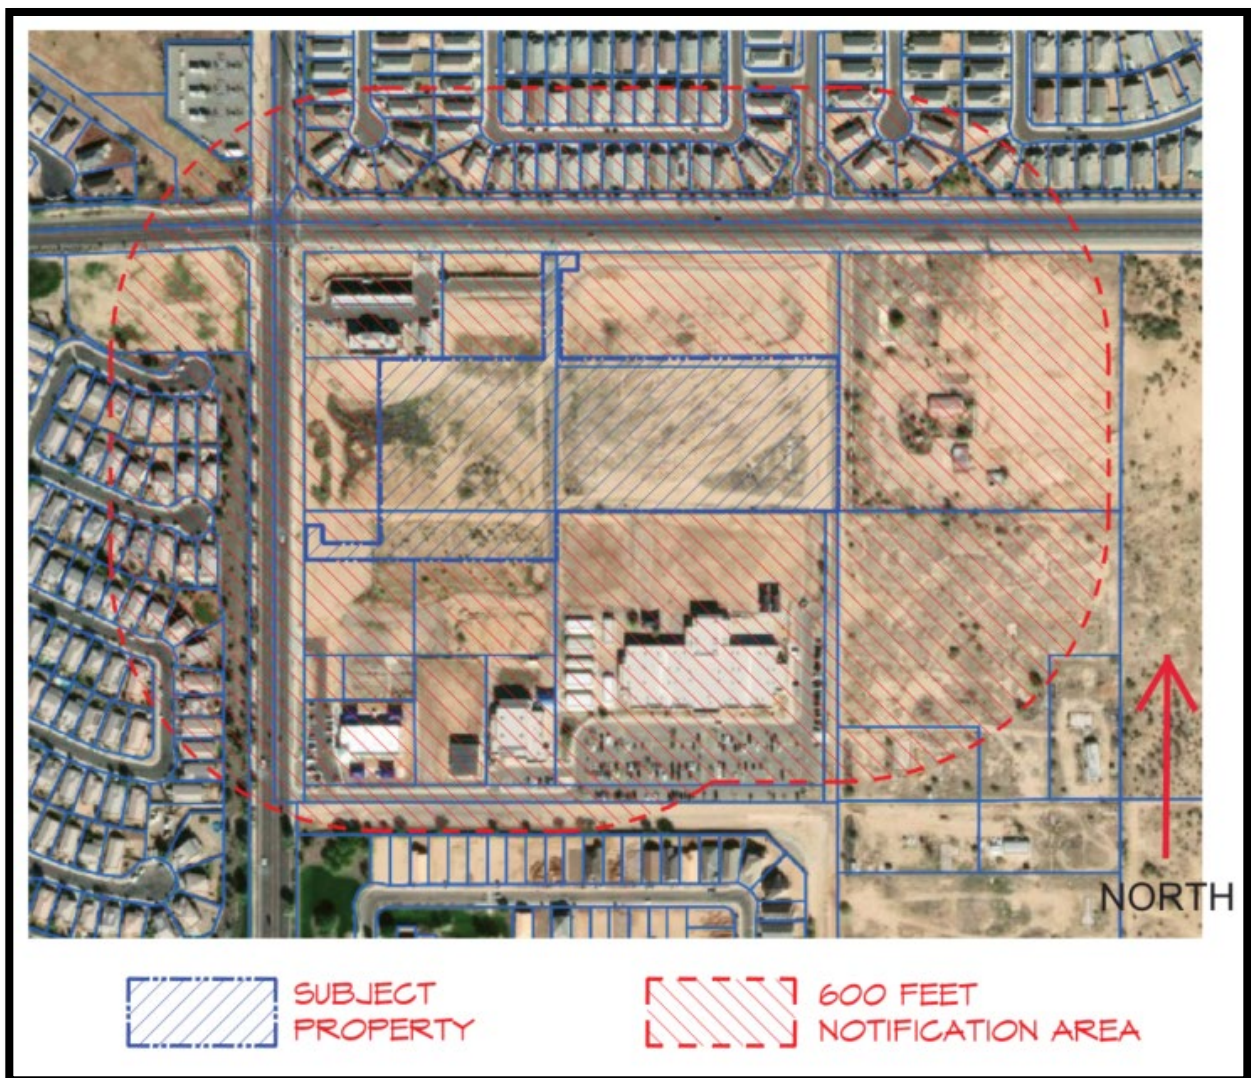 NORTH
SUBJECT
PROPERTY
600 FEET
NOTIFICATION AREA